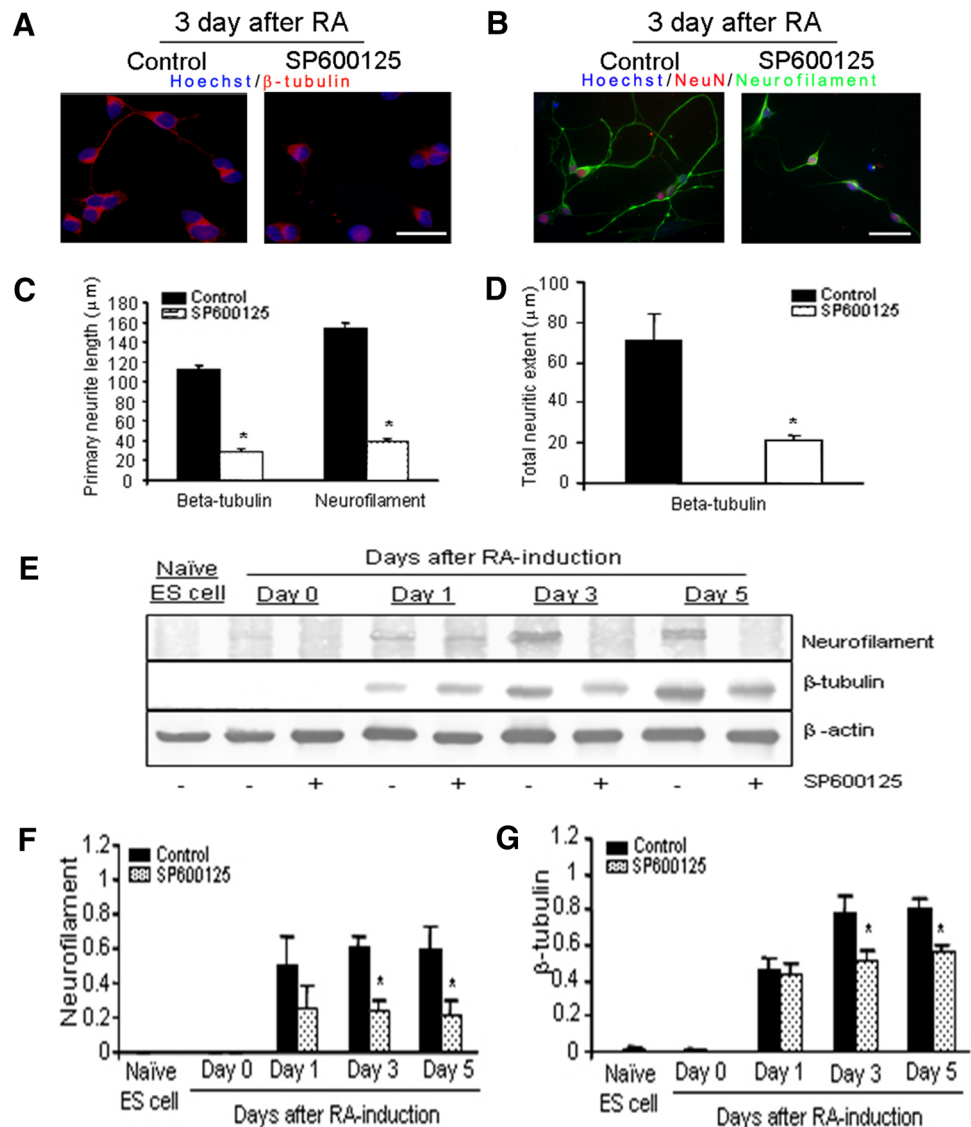 A
3 day after RA
Control SP600125
Hoechst/β-tubulin
B
3 day after RA
Control SP600125
Hoechst/NeuN/Neurofilament
C
Primary neurite length (μm)
180
160
140
120
100
80
60
40
20
0
Control
SP600125
*
*
Beta-tubulin Neurofilament
D
Total neuritic extent (μm)
100
80
60
40
20
0
Control
SP600125
*
Beta-tubulin
E
Days after RA-induction
Naïve
ES cell
Day 0 Day 1 Day 3 Day 5
Neurofilament
β-tubulin
β-actin
- - + - + - + - + SP600125
F
Neurofilament
1.2
1
0.8
0.6
0.4
0.2
0
Control
SP600125
*
*
Naïve
ES cell
Day 0 Day 1 Day 3 Day 5
Days after RA-induction
G
β-tubulin
1.2
1
0.8
0.6
0.4
0.2
0
Control
SP600125
*
*
Naïve
ES cell
Day 0 Day 1 Day 3 Day 5
Days after RA-induction